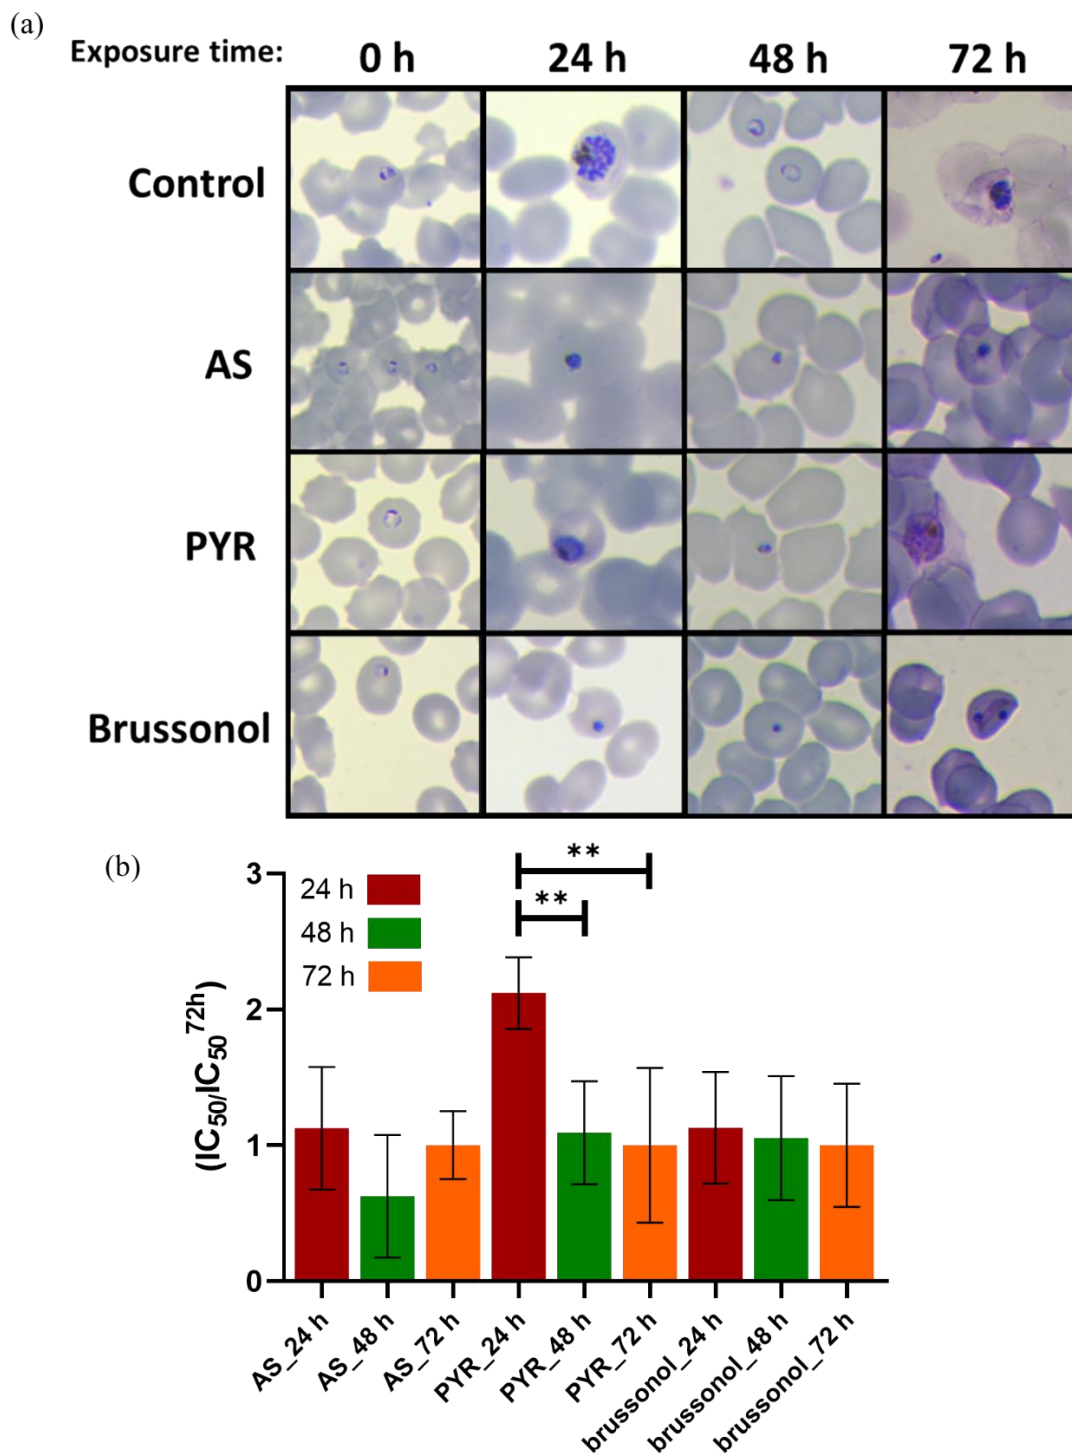 (a)
Exposure time: 0 h 24 h 48 h 72 h
Control
AS
PYR
Brussonol
(b)
** 
**
24 h
48 h
72 h
3
2
1
0
(IC50/IC50^72h)
AS_24 h
AS_48 h
AS_72 h
PYR_24 h
PYR_48 h
PYR_72 h
brussonol_24 h
brussonol_48 h
brussonol_72 h